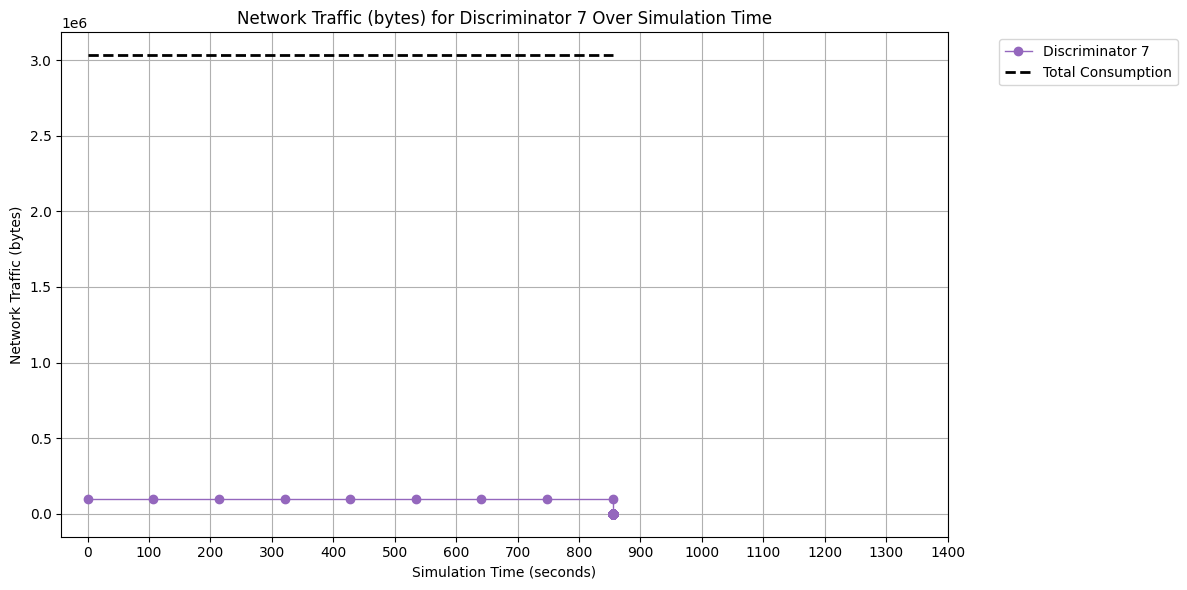 Network Traffic (bytes) for Discriminator 7 Over Simulation Time
1e6
Discriminator 7
Total Consumption
Network Traffic (bytes)
3.0
2.5
2.0
1.5
1.0
0.5
0.0
0 100 200 300 400 500 600 700 800 900 1000 1100 1200 1300 1400
Simulation Time (seconds)